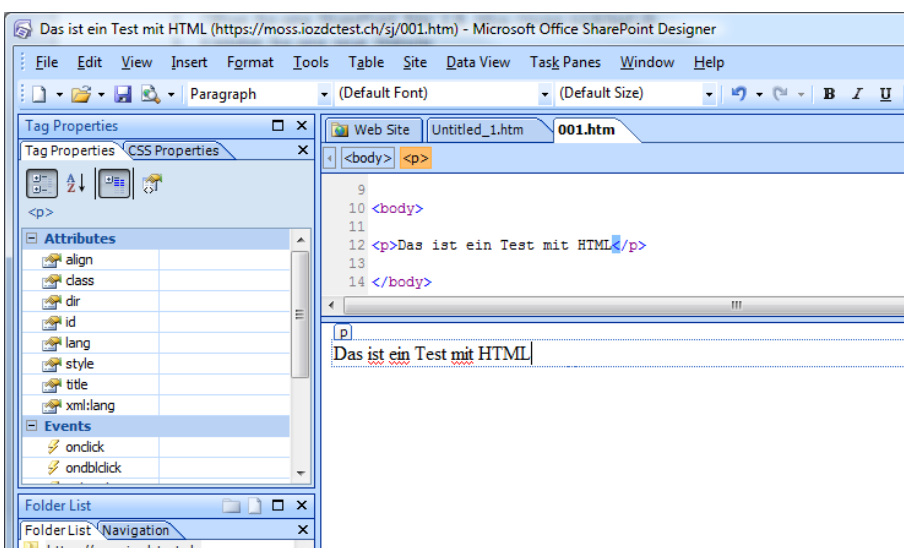 Das ist ein Test mit HTML (https://moss.iozdctest.ch/sj/001.htm) - Microsoft Office SharePoint Designer
File Edit View Insert Format Tools Table Site Data View Task Panes Window Help
Paragraph (Default Font) (Default Size) B I U
Tag Properties
Tag Properties CSS Properties
<p>
Attributes
align
class
dir
id
lang
style
title
xml:lang
Events
onclick
ondblclick
Folder List
Folder List Navigation
Web Site Untitled_1.htm 001.htm
<body> <p>
9
10 <body>
11
12 <p>Das ist ein Test mit HTML</p>
13
14 </body>
p
Das ist ein Test mit HTML